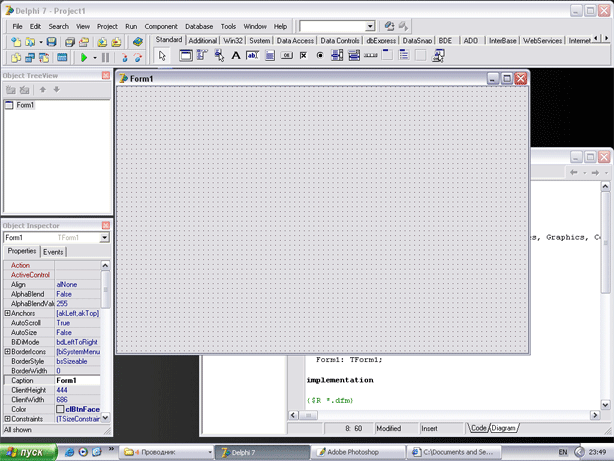 Delphi 7 - Project1
File Edit Search View Project Run Component Database Tools Window Help
Standard Additional Win32 System Data Access Data Controls dbExpress DataSnap BDE ADO InterBase WebServices Internet
Object TreeView
Form1
Form1
Object Inspector
Form1 TForm1
Properties Events
Action
ActiveControl
Align alNone
AlphaBlend False
AlphaBlendVal 255
Anchors [akLeft,akTop]
AutoScroll True
AutoSize False
BiDiMode bdLeftToRight
BorderIcons [biSystemMenu
BorderStyle bsSizeable
BorderWidth 0
Caption Form1
ClientHeight 444
ClientWidth 686
Color clBtnFace
Constraints (TSizeConstrain
All shown
es, Graphics, Co
Form1: TForm1;
implementation
{$R *.dfm}
8: 60 Modified Insert Code Diagram
пуск Проводник Delphi 7 Adobe Photoshop C:\Documents and Se... EN 23:49